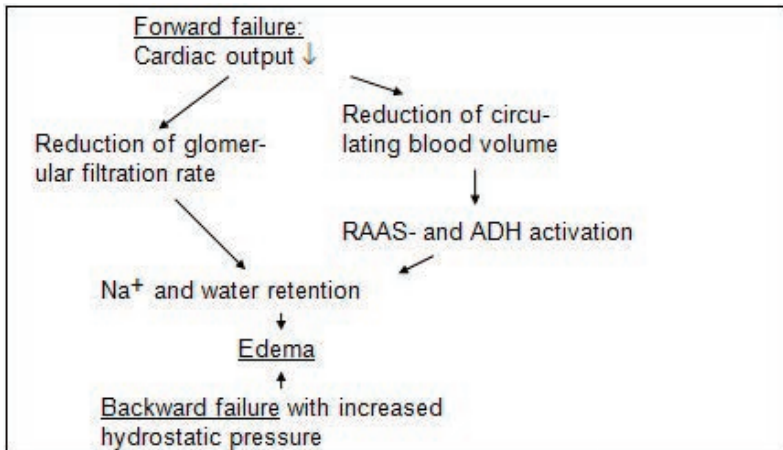 Forward failure:
Cardiac output ↓
Reduction of glomer-
ular filtration rate
Reduction of circu-
lating blood volume
RAAS- and ADH activation
Na+ and water retention
Edema
Backward failure with increased
hydrostatic pressure